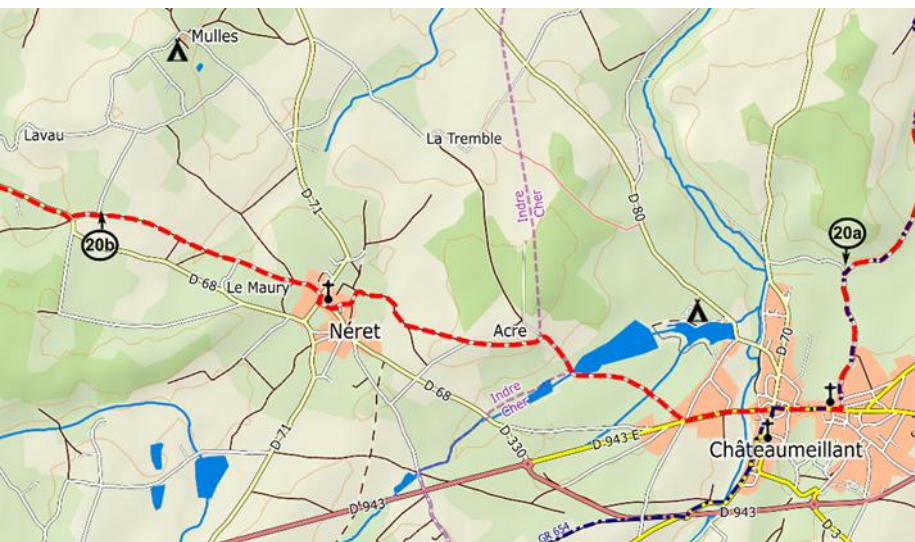 Mulles
Lavau
La Tremble
D-71
Indre
Cher
D-80
20a
20b
D-68
Le Maury
Néret
Acre
D-70
D-68
Indre
Cher
D-71
D-330
D-943 E
Châteaumeillant
D-943
D-943
GR 654
D-3